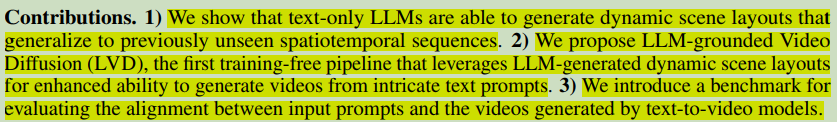 Contributions. 1) We show that text-only LLMs are able to generate dynamic scene layouts that
generalize to previously unseen spatiotemporal sequences. 2) We propose LLM-grounded Video
Diffusion (LVD), the first training-free pipeline that leverages LLM-generated dynamic scene layouts
for enhanced ability to generate videos from intricate text prompts. 3) We introduce a benchmark for
evaluating the alignment between input prompts and the videos generated by text-to-video models.